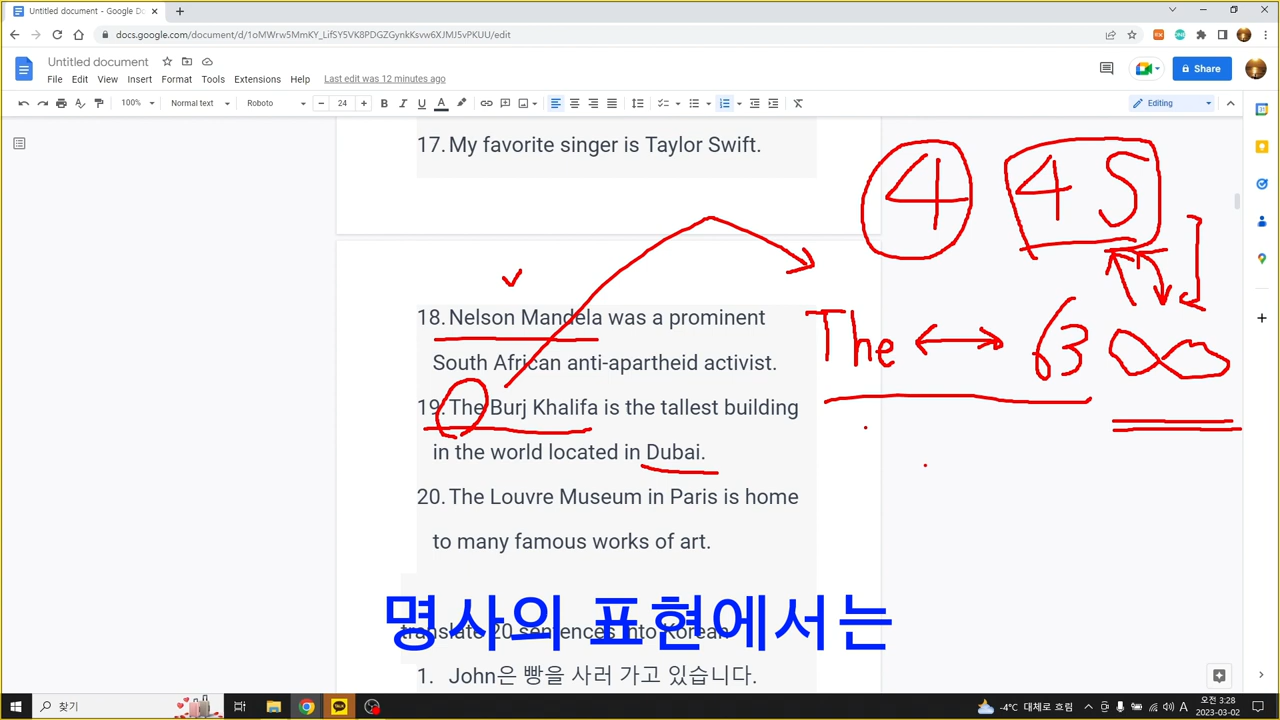 Untitled document - Google Do
docs.google.com/document/d/1oMWrw5MmKY_LifSY5VK8PDGZGynkKsvw6XJMJ5vPKUU/edit
Untitled document
File Edit View Insert Format Tools Extensions Help Last edit was 12 minutes ago
Share
100% Normal text Roboto 24 B I U A Editing
17. My favorite singer is Taylor Swift.
4 4 5
18. Nelson Mandela was a prominent
South African anti-apartheid activist.
The ↔ 63 ∞
19. The Burj Khalifa is the tallest building
in the world located in Dubai.
20. The Louvre Museum in Paris is home
to many famous works of art.
명사의 표현에서는
translate 20 sentences into Korean
1. John은 빵을 사러 가고 있습니다.
찾기
-4°C 대체로 흐림 A 오전 3:28
2023-03-02